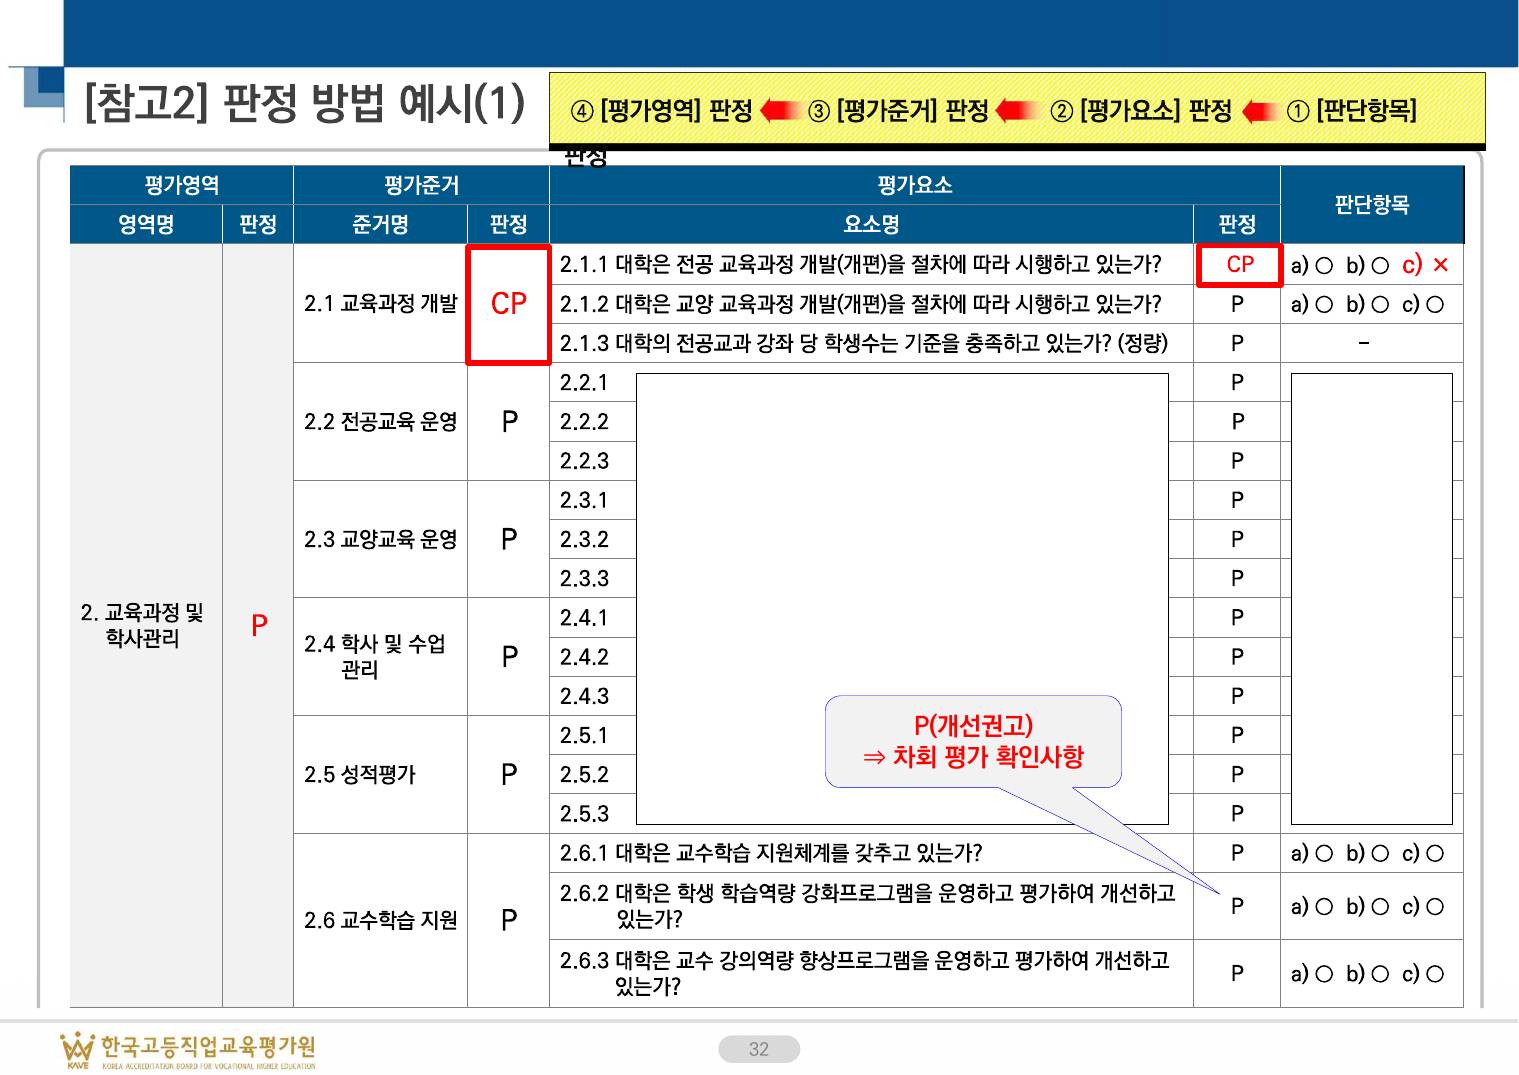 [참고2] 판정 방법 예시(1)
④ [평가영역] 판정 ③ [평가준거] 판정 ② [평가요소] 판정 ① [판단항목]
판정
평가영역 평가준거 평가요소 판단항목
영역명 판정 준거명 판정 요소명 판정
2. 교육과정 및
학사관리
P
2.1 교육과정 개발 CP
2.1.1 대학은 전공 교육과정 개발(개편)을 절차에 따라 시행하고 있는가? CP a) ○ b) ○ c) ×
2.1.2 대학은 교양 교육과정 개발(개편)을 절차에 따라 시행하고 있는가? P a) ○ b) ○ c) ○
2.1.3 대학의 전공교과 강좌 당 학생수는 기준을 충족하고 있는가? (정량) P –
2.2 전공교육 운영 P
2.2.1 P
2.2.2 P
2.2.3 P
2.3 교양교육 운영 P
2.3.1 P
2.3.2 P
2.3.3 P
2.4 학사 및 수업
관리
P
2.4.1 P
2.4.2 P
2.4.3 P
2.5 성적평가 P
2.5.1 P
2.5.2 P
2.5.3 P
P(개선권고)
⇒ 차회 평가 확인사항
2.6 교수학습 지원 P
2.6.1 대학은 교수학습 지원체계를 갖추고 있는가? P a) ○ b) ○ c) ○
2.6.2 대학은 학생 학습역량 강화프로그램을 운영하고 평가하여 개선하고
있는가?
P a) ○ b) ○ c) ○
2.6.3 대학은 교수 강의역량 향상프로그램을 운영하고 평가하여 개선하고
있는가?
P a) ○ b) ○ c) ○
KAVE
한국고등직업교육평가원
KOREA ACCREDITATION BOARD FOR VOCATIONAL HIGHER EDUCATION
32